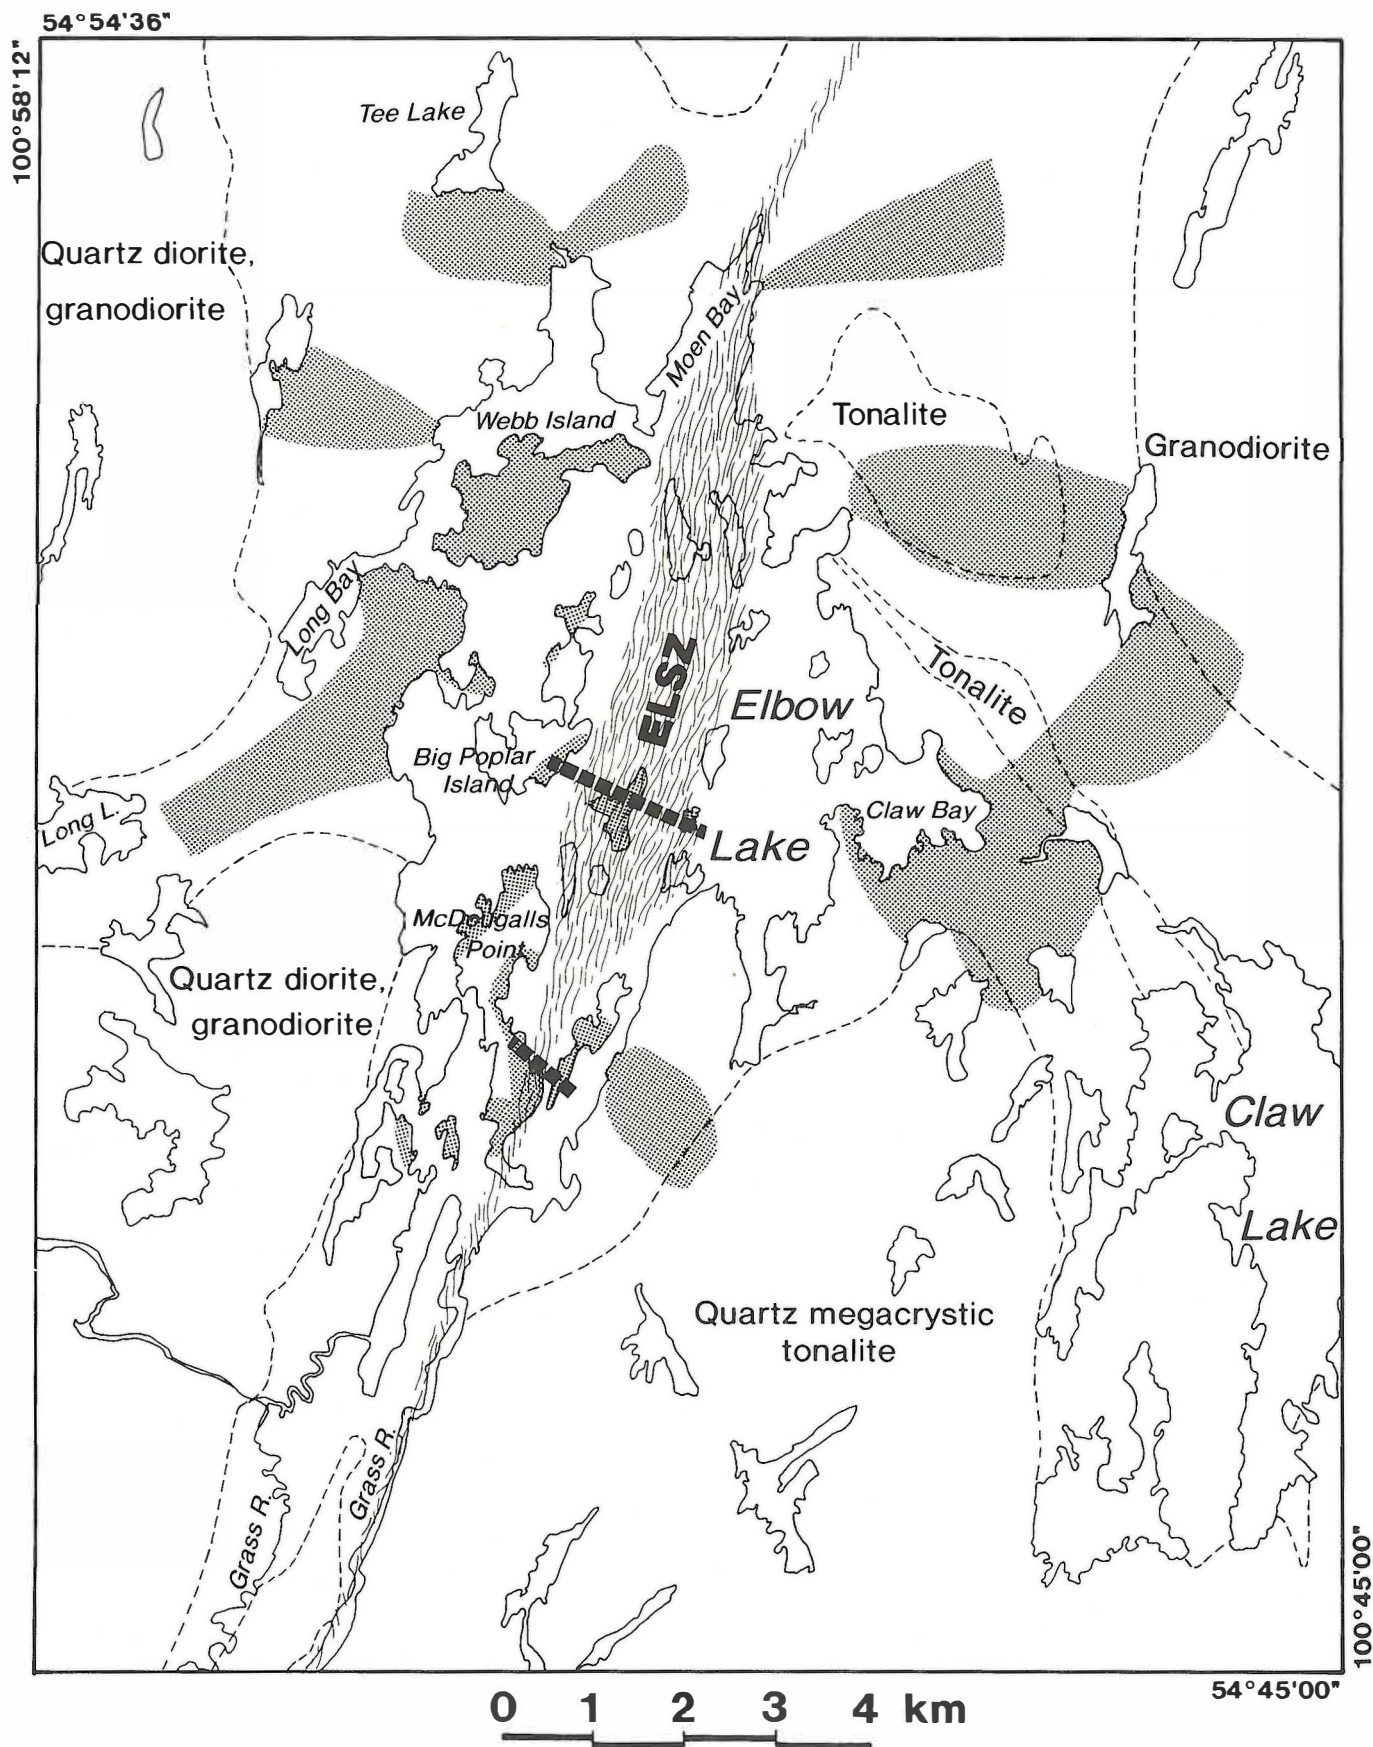 54°54'36"
100°58'12"
Tee Lake
Quartz diorite,
granodiorite
Moen Bay
Webb Island
Tonalite
Granodiorite
Long Bay
ELSZ
Tonalite
Elbow
Big Poplar
Island
Claw Bay
Long L.
Lake
McDougalls
Point
Quartz diorite,
granodiorite
Claw
Lake
Quartz megacrystic
tonalite
Grass R.
Grass R.
100°45'00"
54°45'00"
0 1 2 3 4 km